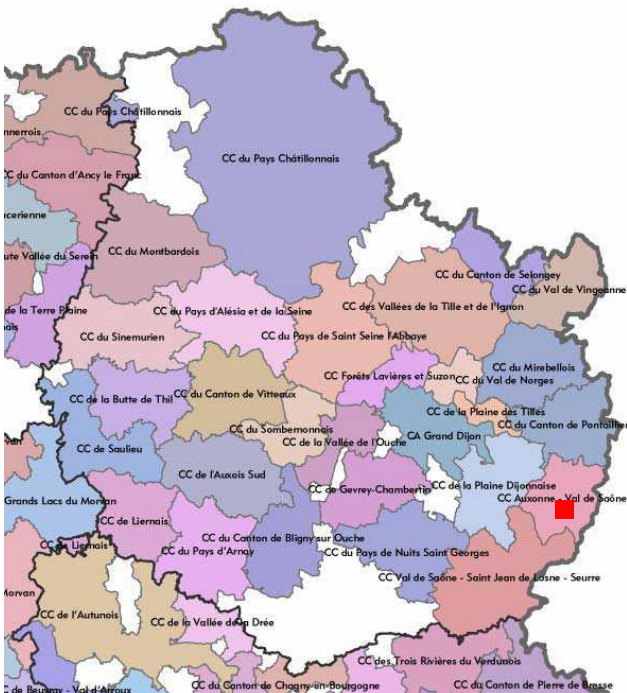 CC du Pays Châtillonnais
nnerrois
CC du Pays Châtillonnais
CC du Canton d'Ancy le Franc
ucerienne
CC du Montbardois
ute Vallée du Serein
CC du Canton de Selongey
CC du Val de Vingeanne
CC des Vallées de la Tille et de l'Ignon
de la Terre Plaine
CC du Pays d'Alésia et de la Seine
nais
CC du Sinemurien
CC du Pays de Saint Seine l'Abbaye
CC du Mirebellois
CC Forêts Lavières et Suzon
CC du Val de Norges
CC du Canton de Vitteaux
CC de la Butte de Thil
CC de la Plaine des Tilles
CC du Canton de Pontailler
CC du Sombernonnais
CA Grand Dijon
CC de la Vallée de l'Ouche
CC de Saulieu
CC de l'Auxois Sud
CC de Gevrey-Chambertin
CC de la Plaine Dijonnaise
CC Auxonne - Val de Saône
Grands Lacs du Morvan
CC de Liernais
CC du Canton de Bligny sur Ouche
CC de Liernais
CC du Pays d'Arnay
CC du Pays de Nuits Saint Georges
CC Val de Saône - Saint Jean de Losne - Seurre
Morvan
CC de l'Autunois
CC de la Vallée de la Drée
CC des Trois Rivières du Verdunois
CC de Beuvray - Val d'Arroux
CC du Canton de Chagny-en-Bourgogne
CC du Canton de Pierre de Bresse